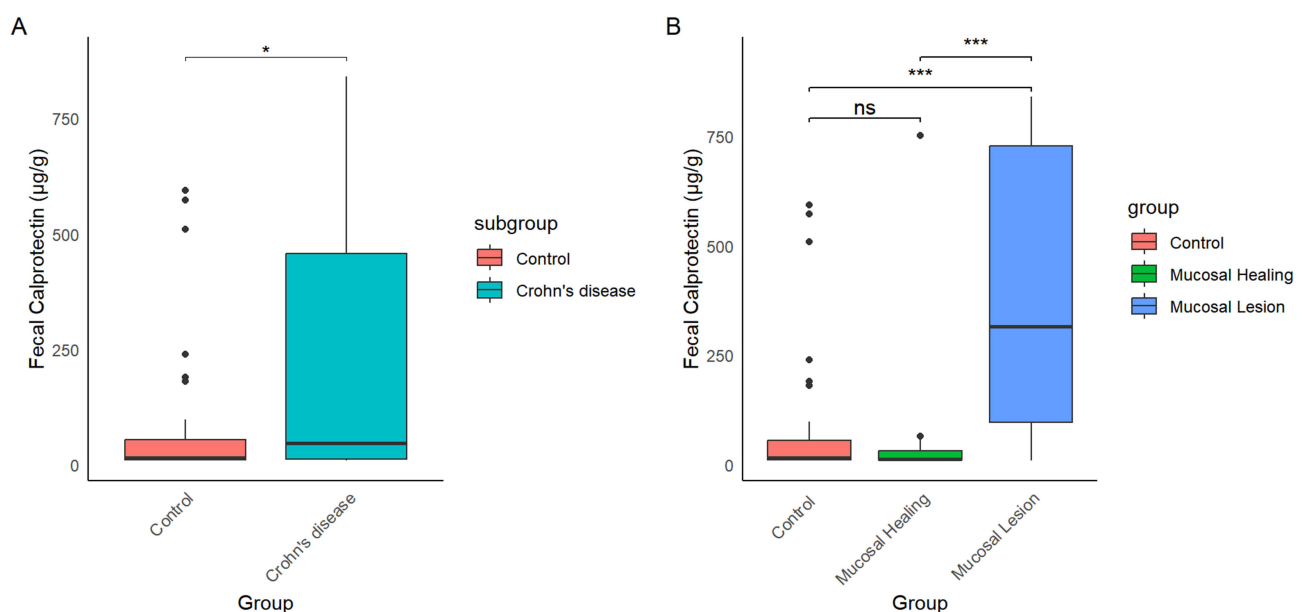 A
Fecal Calprotectin (µg/g)
750
500
250
0
*
Control
Crohn's disease
Group
subgroup
Control
Crohn's disease
B
Fecal Calprotectin (µg/g)
750
500
250
0
***
***
ns
Control
Mucosal Healing
Mucosal Lesion
Group
group
Control
Mucosal Healing
Mucosal Lesion